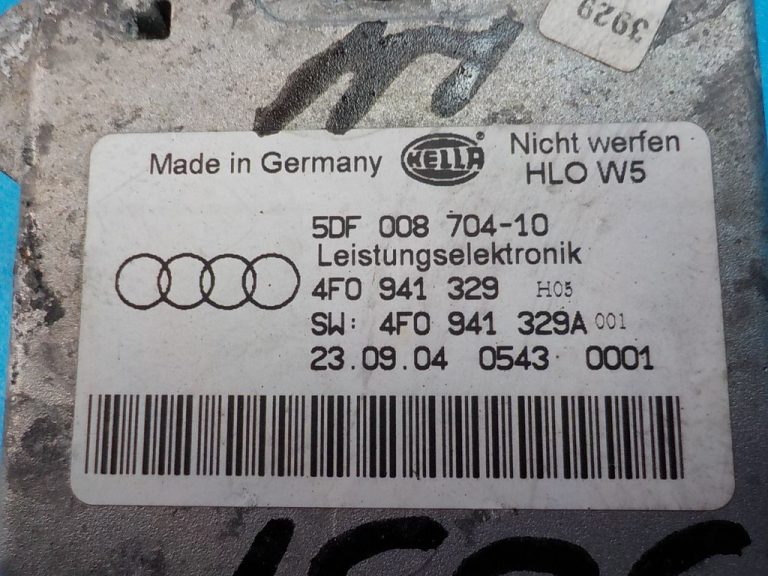 3929
Made in Germany HELLA ® Nicht werfen
HLO W5
5DF 008 704-10
Leistungselektronik
4F0 941 329 H05
SW: 4F0 941 329A 001
23.09.04 0543 0001